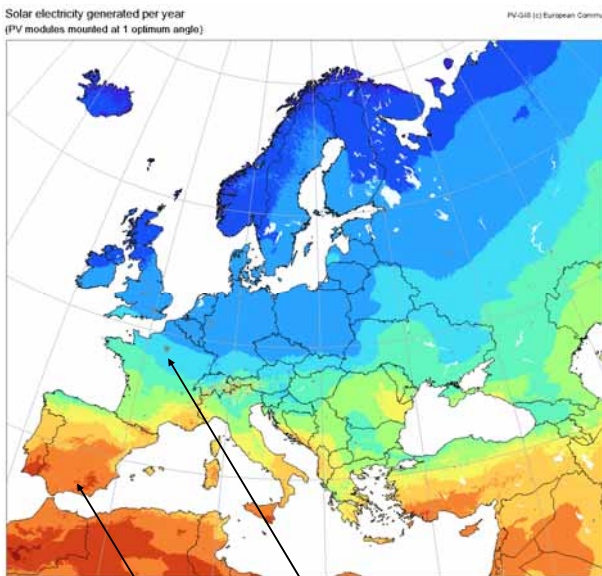 Solar electricity generated per year
(PV modules mounted at 1 optimum angle)
PV-GIS (c) European Commu